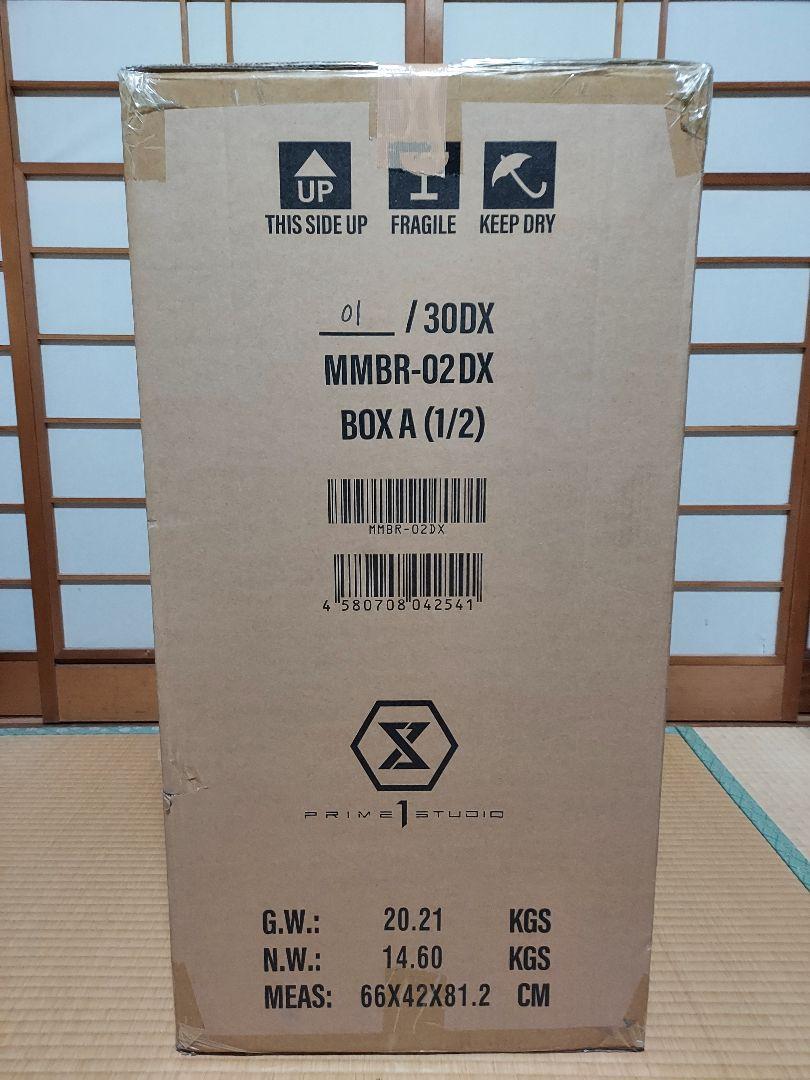 UP
THIS SIDE UP FRAGILE KEEP DRY
01 / 30DX
MMBR-02DX
BOX A (1/2)
MMBR-02DX
4 580708 042541
PRIME 1 STUDIO
G.W.: 20.21 KGS
N.W.: 14.60 KGS
MEAS: 66X42X81.2 CM